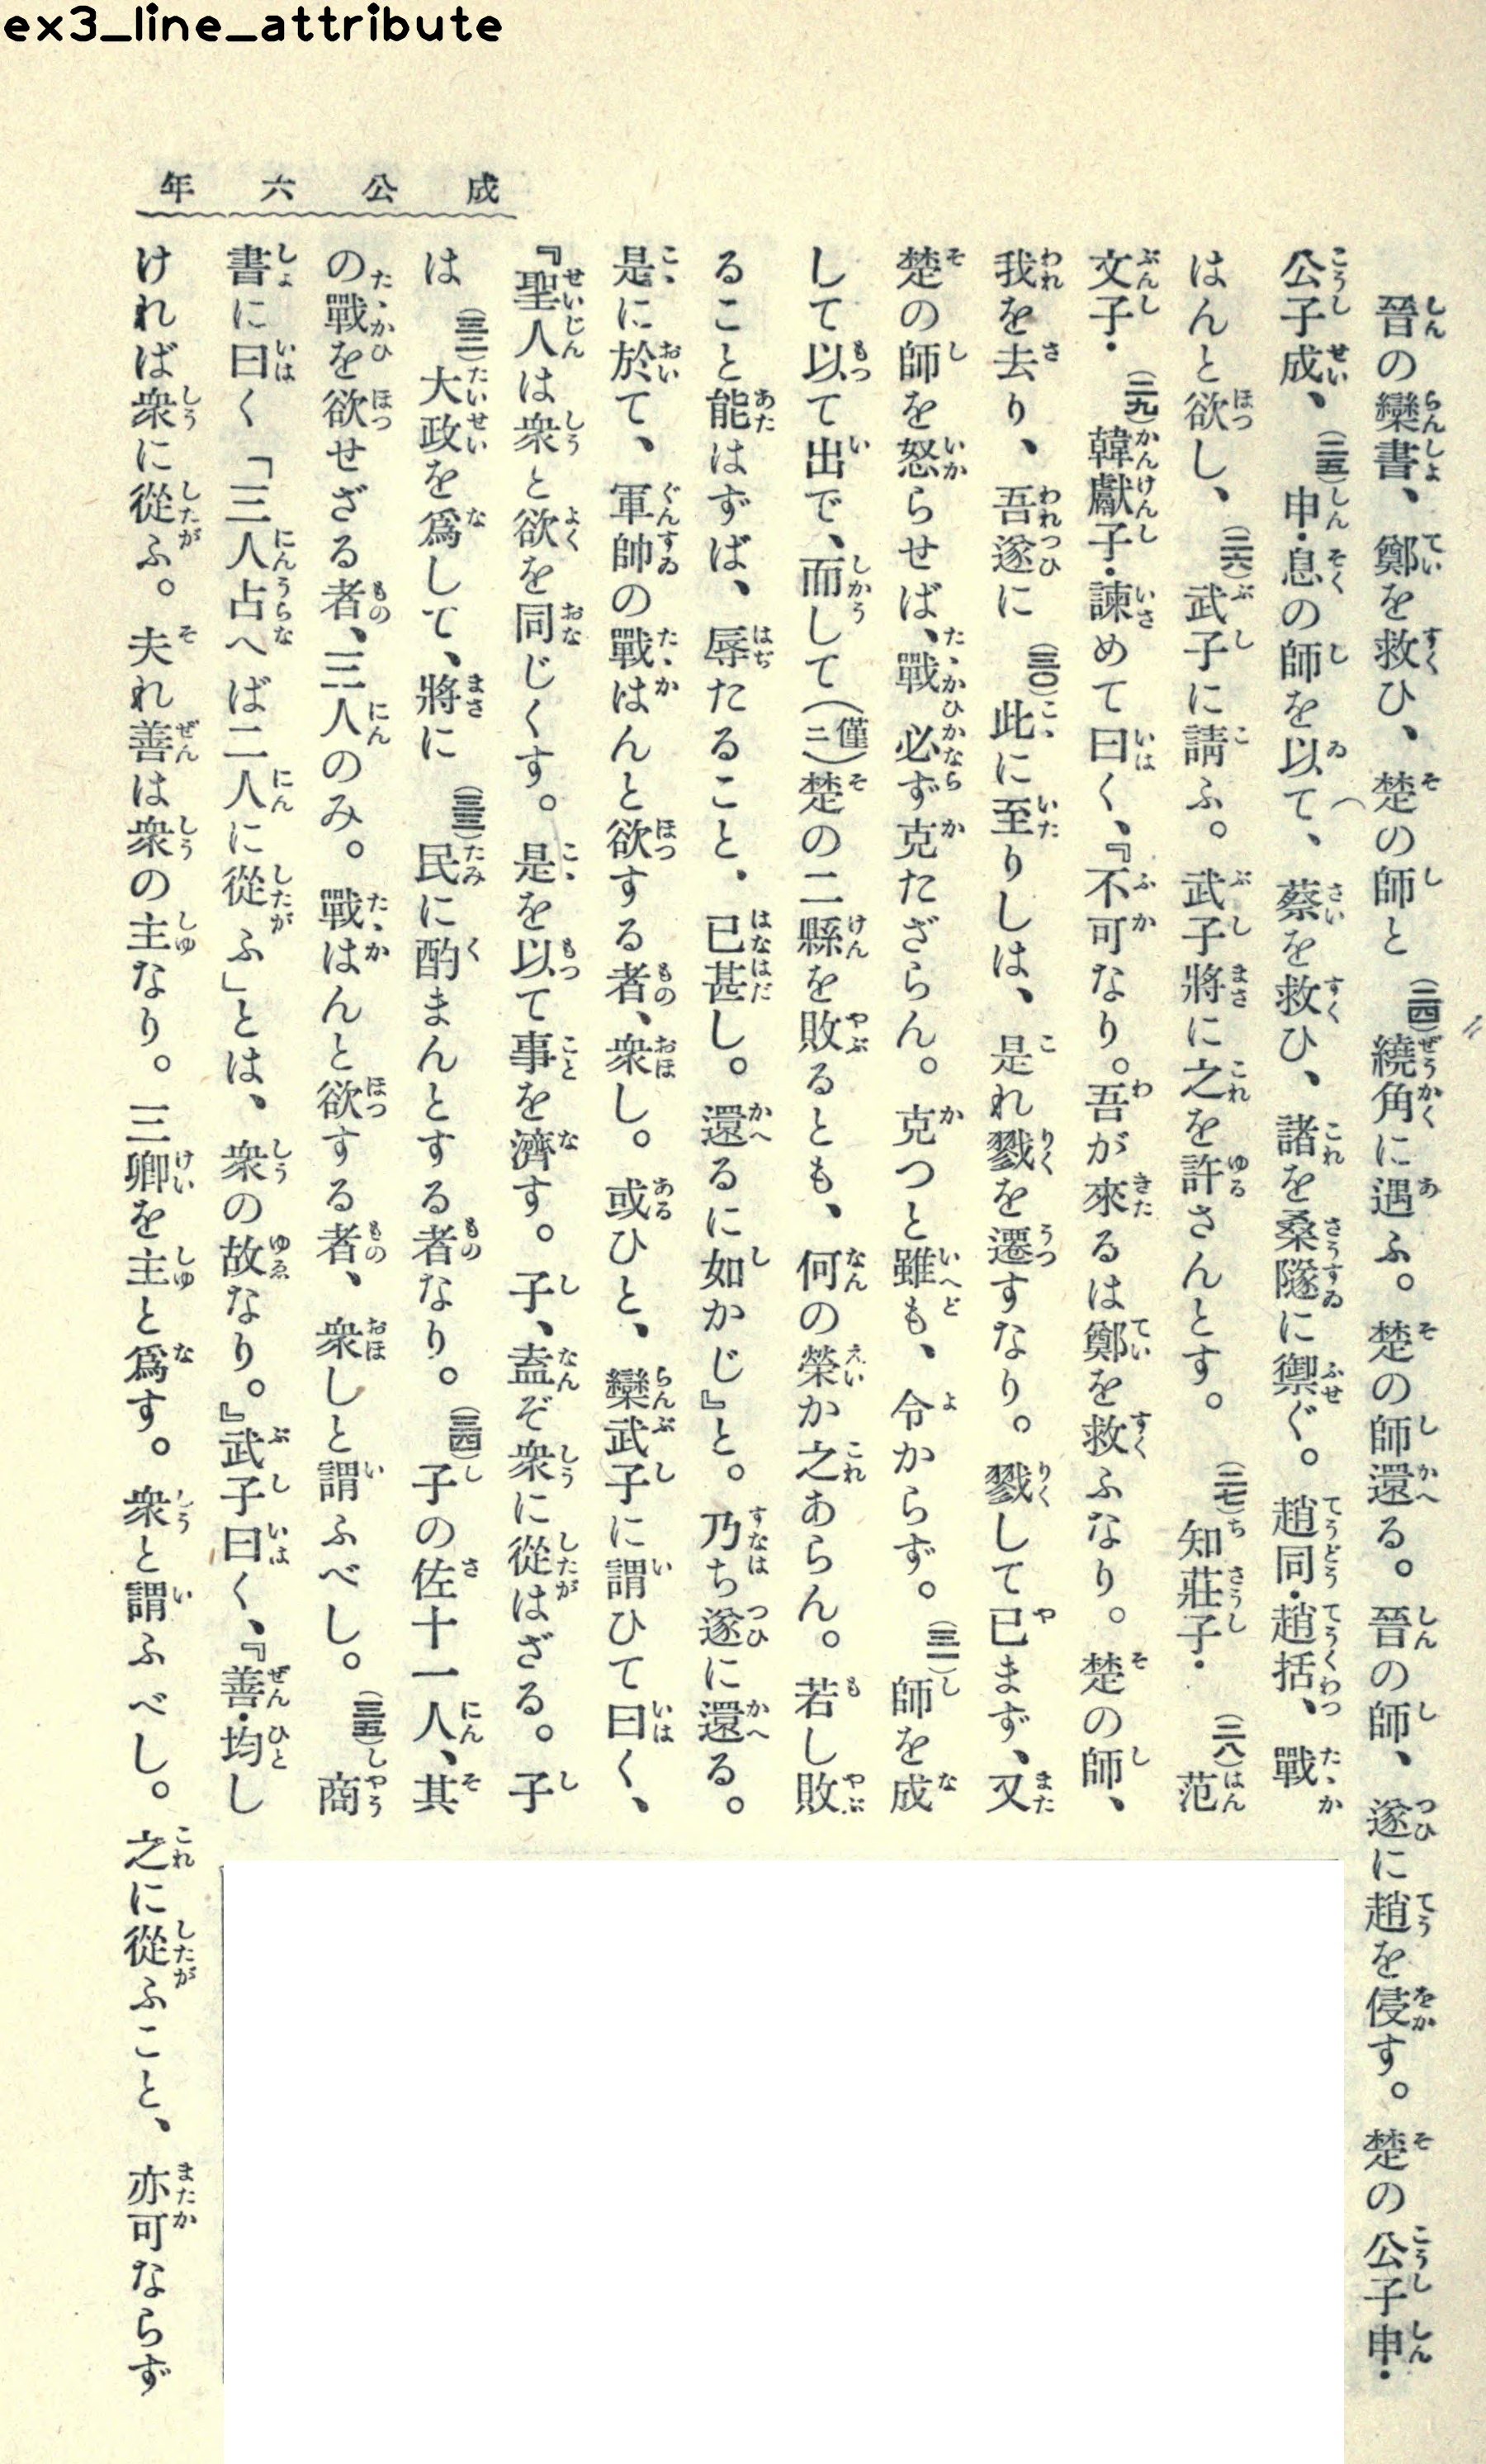 ex3_line_attribute
成公六年
晉の欒書、鄭を救ひ、楚の師と(二四)繞角に遇ふ。楚の師還る。晉の師、遂に趙を侵す。楚の公子申・
公子成、(二五)申・息の師を以て、蔡を救ひ、諸を桑隧に禦ぐ。趙同・趙括、戰
はんと欲し、(二六)武子に請ふ。武子將に之を許さんとす。(二七)知莊子・(二八)范
文子・(二九)韓獻子・諫めて曰く、『不可なり。吾が來るは鄭を救ふなり。楚の師、
我を去り、吾遂に(三〇)此に至りしは、是れ戮を遷すなり。戮して已まず、又
楚の師を怒らせば、戰必ず克たざらん。克つと雖も、令からず。(三一)師を成
して以て出で、而して(僅ニ)楚の二縣を敗るとも、何の榮か之あらん。若し敗
ること能はずば、辱たること、已甚し。還るに如かじ』と。乃ち遂に還る。
是に於て、軍帥の戰はんと欲する者、衆し。或ひと、欒武子に謂ひて曰く、
『聖人は衆と欲を同じくす。是を以て事を濟す。子、盍ぞ衆に從はざる。子
は(三二)大政を爲して、將に(三三)民に酌まんとする者なり。(三四)子の佐十一人、其
の戰を欲せざる者、三人のみ。戰はんと欲する者、衆しと謂ふべし。(三五)商
書に曰く「三人占へば二人に從ふ」とは、衆の故なり。』武子曰く、『善・均し
ければ衆に從ふ。夫れ善は衆の主なり。三卿を主と爲す。衆と謂ふべし。之に從ふこと、亦可ならず